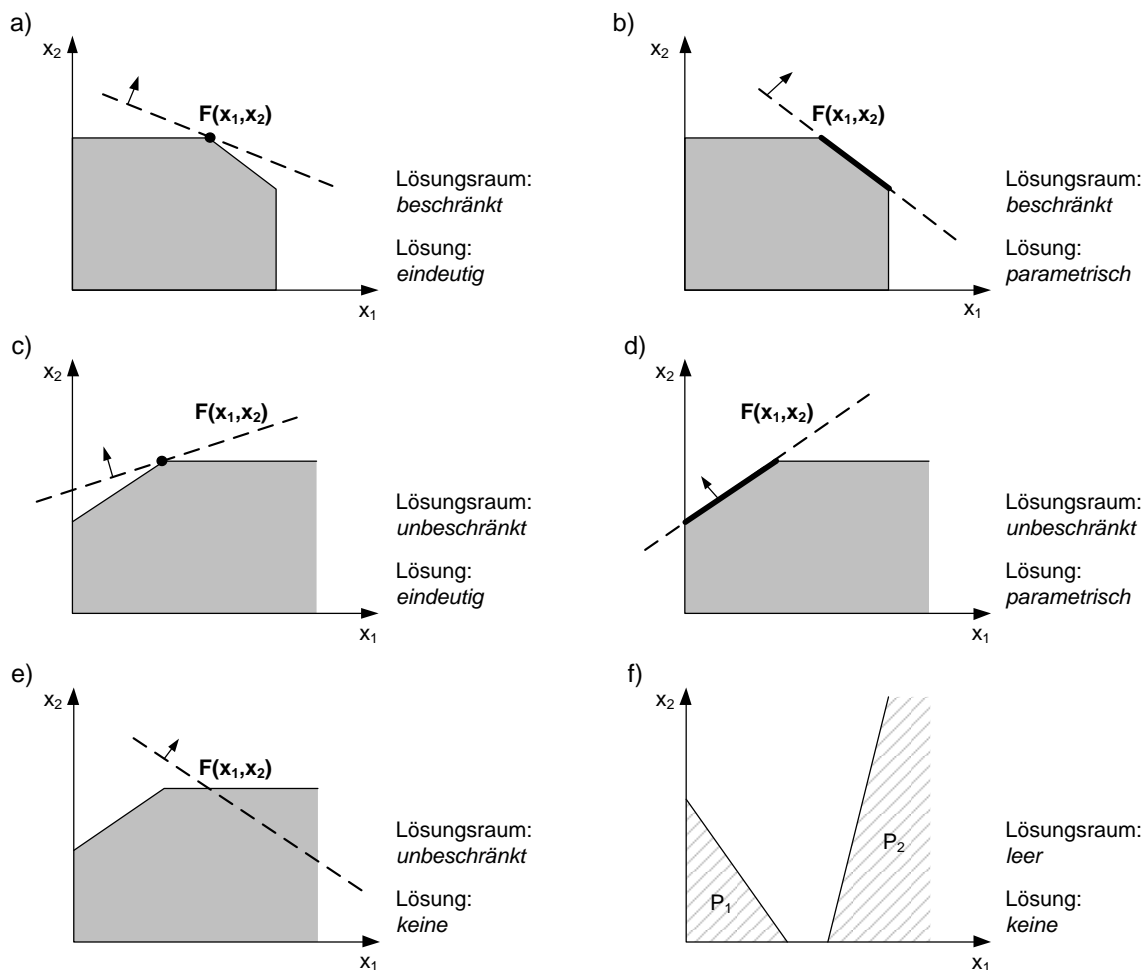 a)
x₂
F(x₁,x₂)
Lösungsraum:
beschränkt
Lösung:
eindeutig
x₁
b)
x₂
F(x₁,x₂)
Lösungsraum:
beschränkt
Lösung:
parametrisch
x₁
c)
x₂
F(x₁,x₂)
Lösungsraum:
unbeschränkt
Lösung:
eindeutig
x₁
d)
x₂
F(x₁,x₂)
Lösungsraum:
unbeschränkt
Lösung:
parametrisch
x₁
e)
x₂
F(x₁,x₂)
Lösungsraum:
unbeschränkt
Lösung:
keine
x₁
f)
x₂
P₁
P₂
Lösungsraum:
leer
Lösung:
keine
x₁